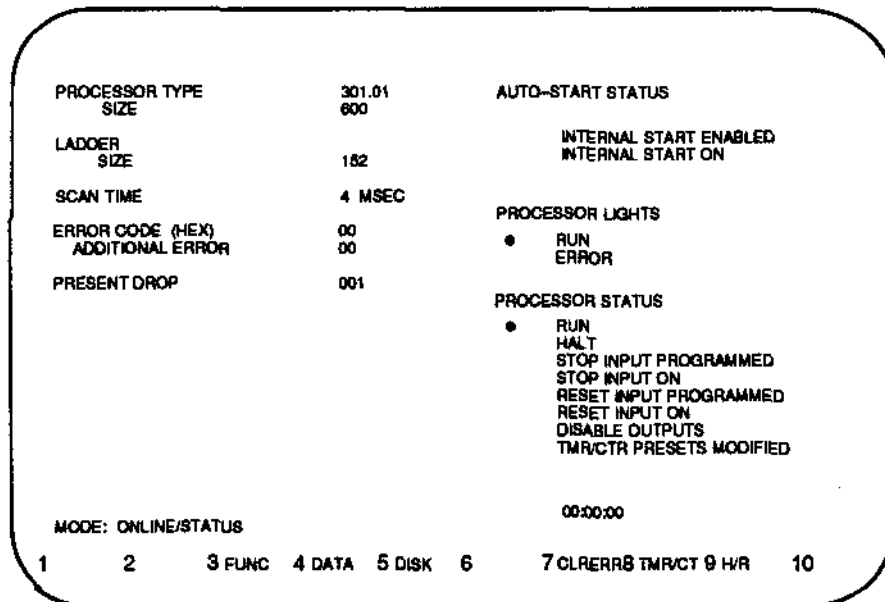 PROCESSOR TYPE 301.01
SIZE 600
LADDER
SIZE 152
SCAN TIME 4 MSEC
ERROR CODE (HEX) 00
ADDITIONAL ERROR 00
PRESENT DROP 001
AUTO-START STATUS
INTERNAL START ENABLED
INTERNAL START ON
PROCESSOR LIGHTS
● RUN
ERROR
PROCESSOR STATUS
● RUN
HALT
STOP INPUT PROGRAMMED
STOP INPUT ON
RESET INPUT PROGRAMMED
RESET INPUT ON
DISABLE OUTPUTS
TMR/CTR PRESETS MODIFIED
00:00:00
MODE: ONLINE/STATUS
1 2 3 FUNC 4 DATA 5 DISK 6 7 CLRERR8 TMR/CT 9 H/R 10